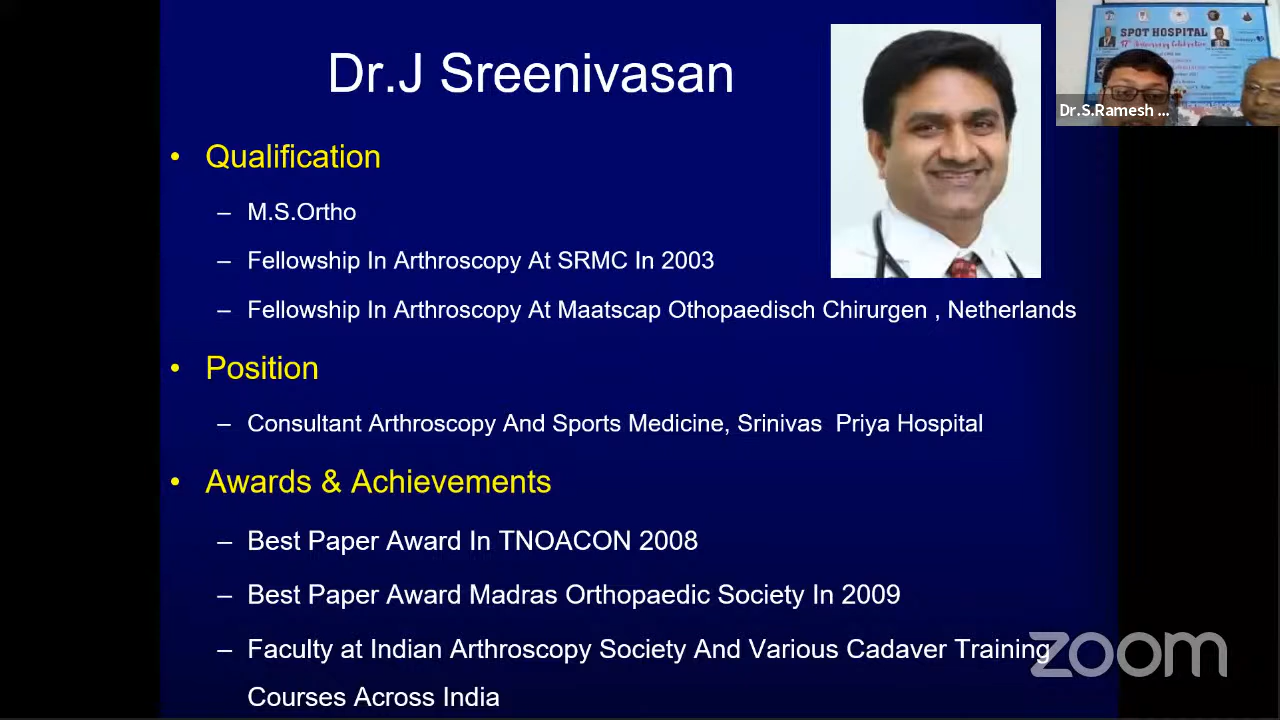 Dr.J Sreenivasan
SPOT HOSPITAL
Dr.S.Ramesh ...
• Qualification
– M.S.Ortho
– Fellowship In Arthroscopy At SRMC In 2003
– Fellowship In Arthroscopy At Maatscap Othopaedisch Chirurgen , Netherlands
• Position
– Consultant Arthroscopy And Sports Medicine, Srinivas Priya Hospital
• Awards & Achievements
– Best Paper Award In TNOACON 2008
– Best Paper Award Madras Orthopaedic Society In 2009
– Faculty at Indian Arthroscopy Society And Various Cadaver Training
Courses Across India
zoom